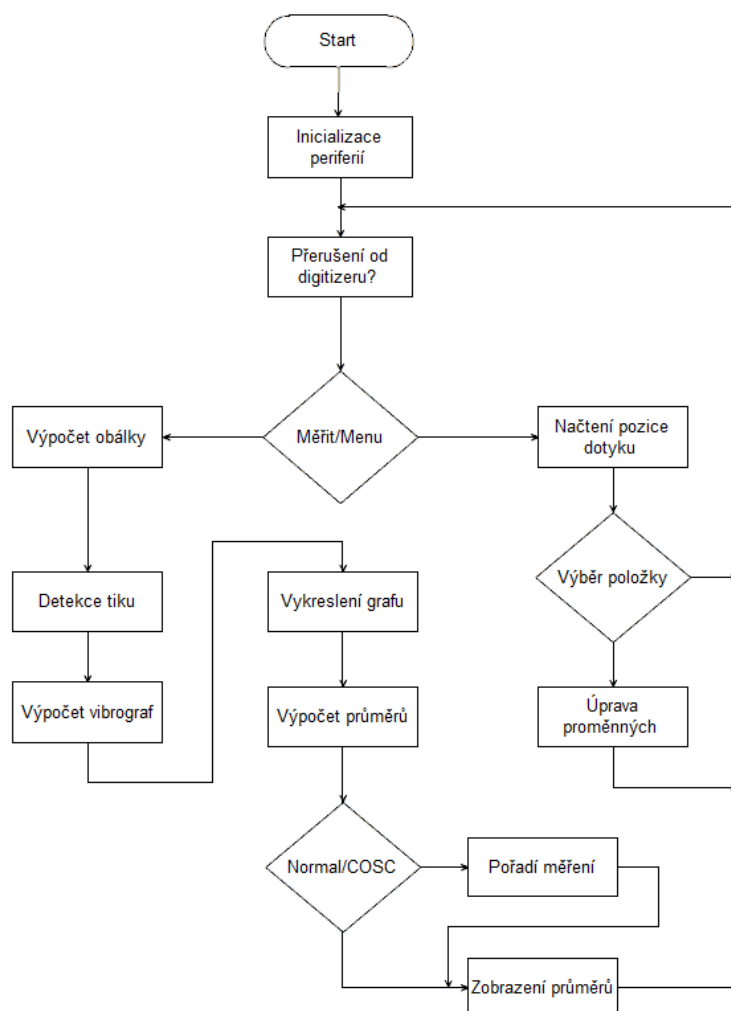 Start
Inicializace
periferií
Přerušení od
digitizeru?
Měřit/Menu
Výpočet obálky
Načtení pozice
dotyku
Detekce tiku
Vykreslení grafu
Výběr položky
Výpočet vibrograf
Výpočet průměrů
Úprava
proměnných
Normal/COSC
Pořadí měření
Zobrazení průměrů